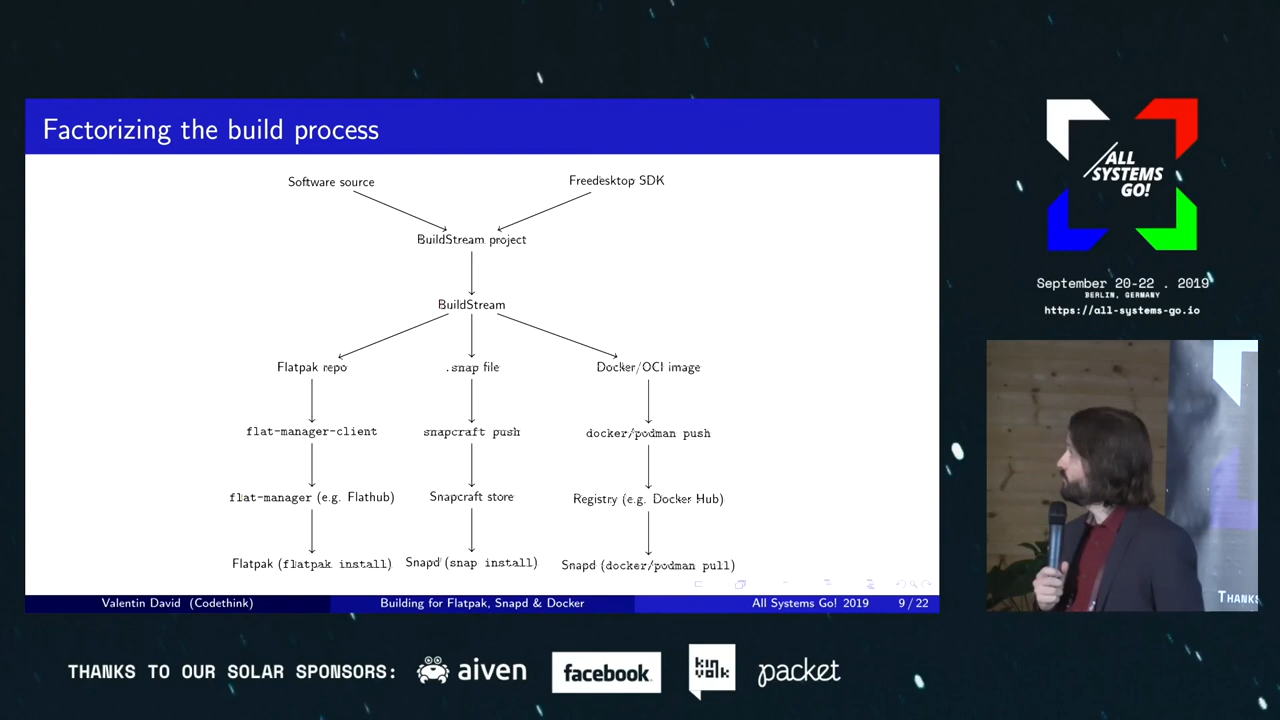 Factorizing the build process
Software source
Freedesktop SDK
BuildStream project
BuildStream
Flatpak repo
.snap file
Docker/OCI image
flat-manager-client
snapcraft push
docker/podman push
flat-manager (e.g. Flathub)
Snapcraft store
Registry (e.g. Docker Hub)
Flatpak (flatpak install)
Snapd (snap install)
Snapd (docker/podman pull)
Valentin David (Codethink)
Building for Flatpak, Snapd & Docker
All Systems Go! 2019
9 / 22
ALL
SYSTEMS
GO!
September 20-22 . 2019
BERLIN, GERMANY
https://all-systems-go.io
THANKS
THANKS TO OUR SOLAR SPONSORS:
aiven
facebook.
kin
volk
packet